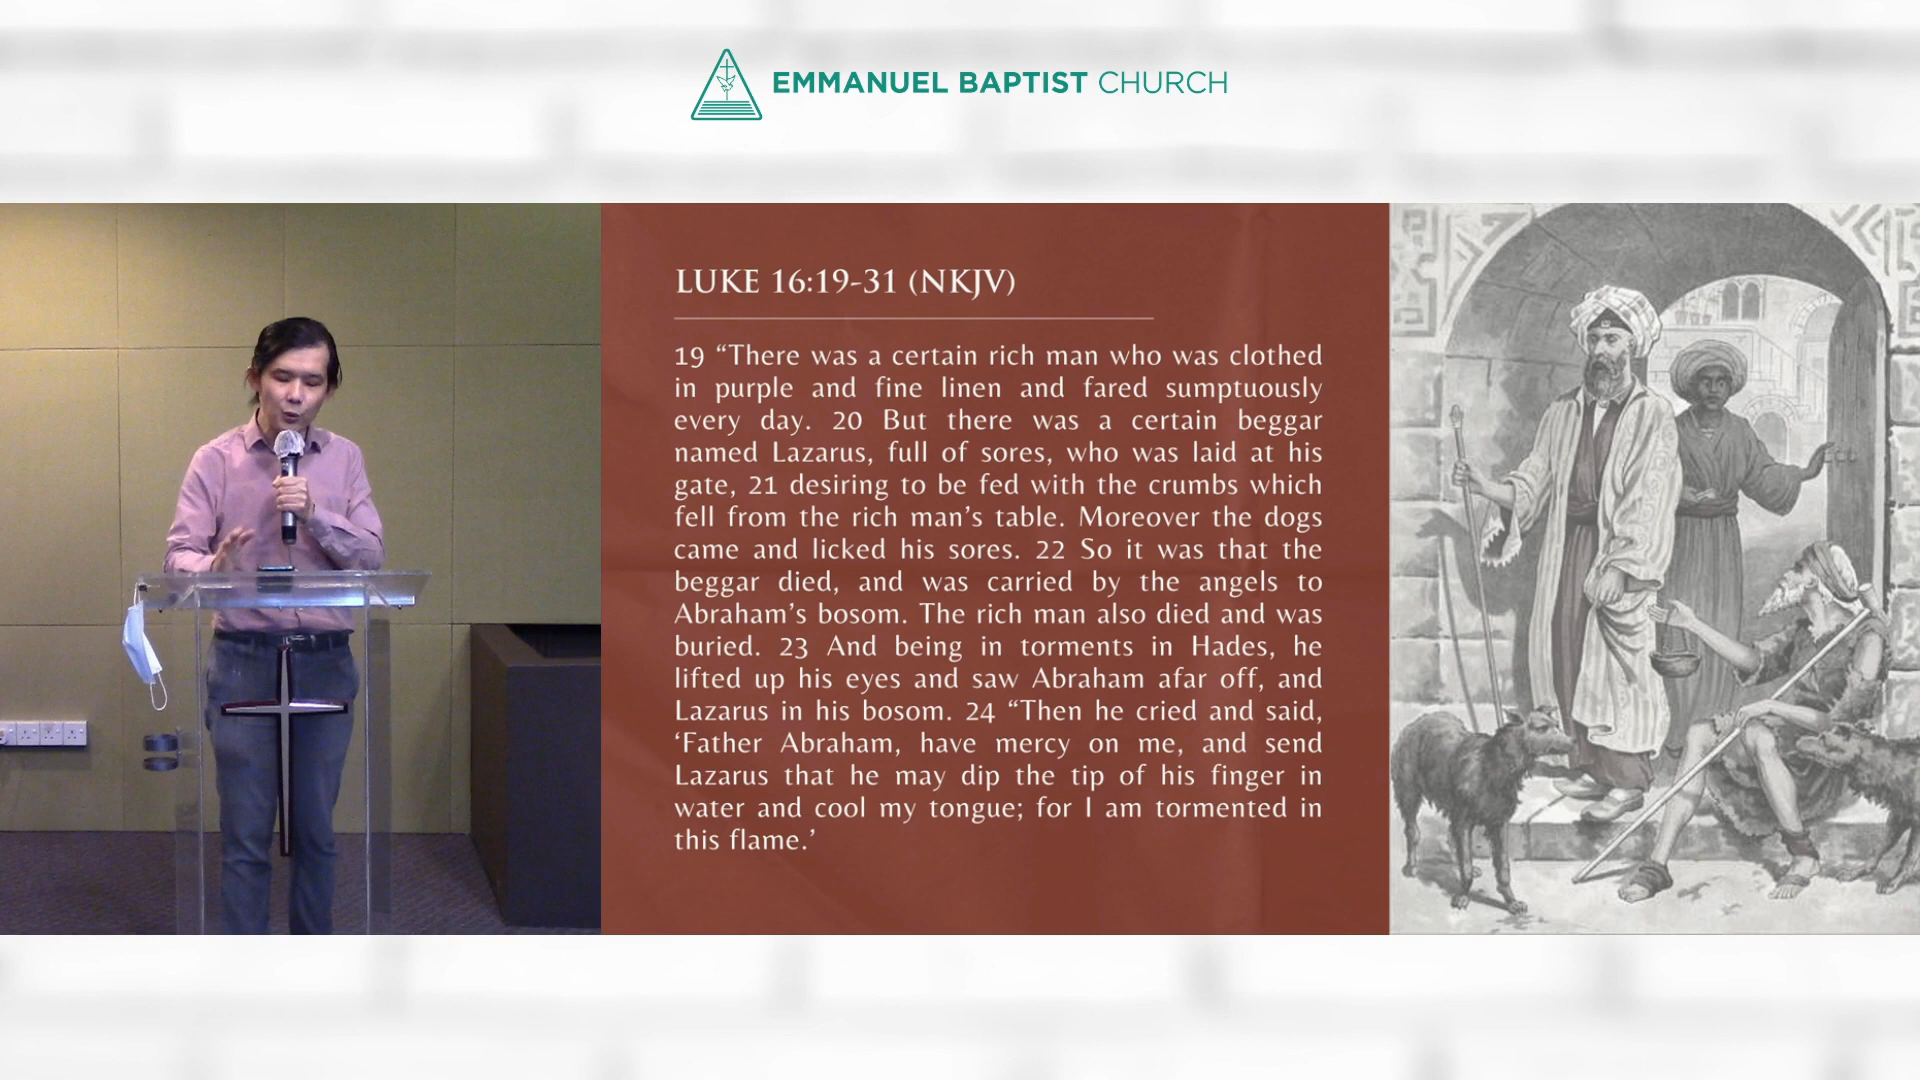 EMMANUEL BAPTIST CHURCH
LUKE 16:19-31 (NKJV)
19 “There was a certain rich man who was clothed
in purple and fine linen and fared sumptuously
every day. 20 But there was a certain beggar
named Lazarus, full of sores, who was laid at his
gate, 21 desiring to be fed with the crumbs which
fell from the rich man’s table. Moreover the dogs
came and licked his sores. 22 So it was that the
beggar died, and was carried by the angels to
Abraham’s bosom. The rich man also died and was
buried. 23 And being in torments in Hades, he
lifted up his eyes and saw Abraham afar off, and
Lazarus in his bosom. 24 “Then he cried and said,
‘Father Abraham, have mercy on me, and send
Lazarus that he may dip the tip of his finger in
water and cool my tongue; for I am tormented in
this flame.’